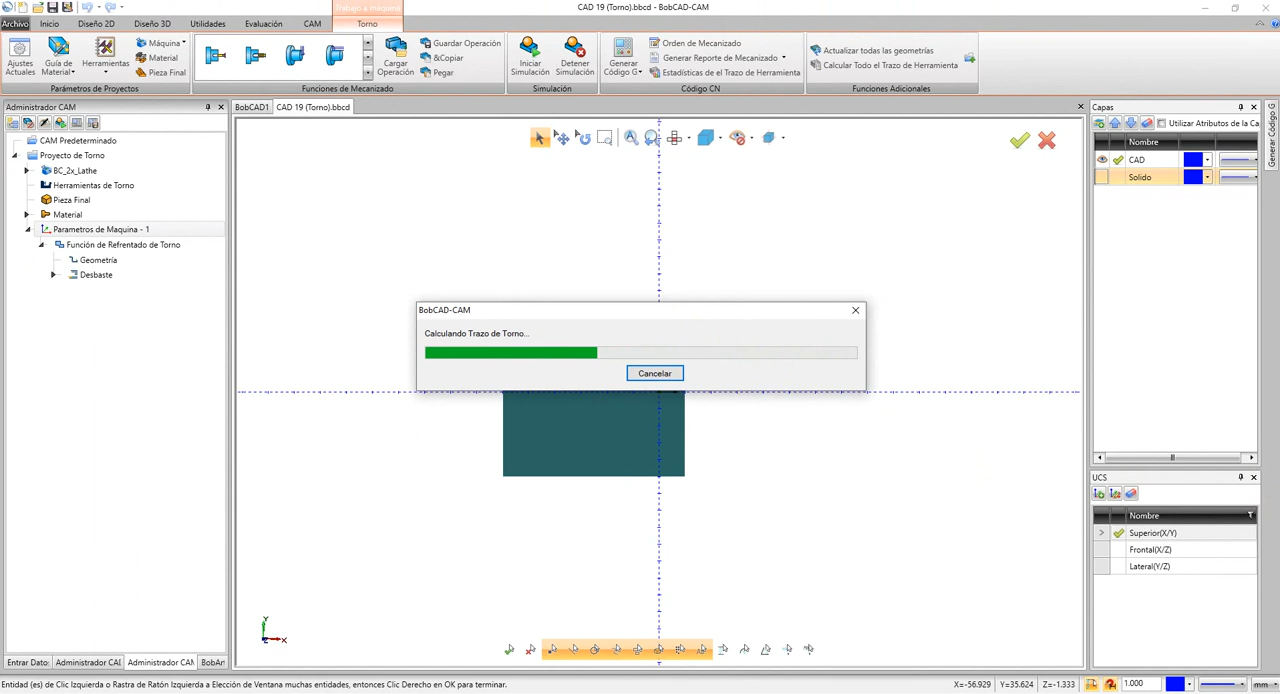 Trabajo a máquina
CAD 19 (Torno).bbcd - BobCAD-CAM
Archivo Inicio Diseño 2D Diseño 3D Utilidades Evaluación CAM Torno
Ajustes Actuales
Guía de Material
Herramientas
Máquina
Material
Pieza Final
Cargar Operación
Guardar Operación
&Copiar
Pegar
Iniciar Simulación
Detener Simulación
Generar Código G
Orden de Mecanizado
Generar Reporte de Mecanizado
Estadísticas de el Trazo de Herramienta
Actualizar todas las geometrías
Calcular Todo el Trazo de Herramienta
Parámetros de Proyectos Funciones de Mecanizado Simulación Código CN Funciones Adicionales
Administrador CAM
BobCAD1 CAD 19 (Torno).bbcd
CAM Predeterminado
Proyecto de Torno
BC_2x_Lathe
Herramientas de Torno
Pieza Final
Material
Parametros de Maquina - 1
Función de Refrentado de Torno
Geometría
Desbaste
BobCAD-CAM
Calculando Trazo de Torno...
Cancelar
Y
X
Capas
Utilizar Atributos de la Ca
Nombre
CAD
Solido
Generar Código G
UCS
Nombre
Superior(X/Y)
Frontal(X/Z)
Lateral(Y/Z)
Entrar Dato: Administrador CAI Administrador CAM BobAr
Entidad (es) de Clic Izquierda o Rastra de Ratón Izquierda a Elección de Ventana muchas entidades, entonces Clic Derecho en OK para terminar.
X=-56.929 Y=35.624 Z=-1.333 1.000 mm